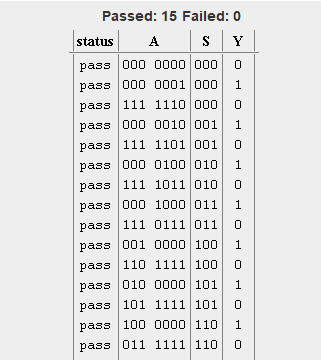 Passed: 15 Failed: 0
status A S Y
pass 000 0000 000 0
pass 000 0001 000 1
pass 111 1110 000 0
pass 000 0010 001 1
pass 111 1101 001 0
pass 000 0100 010 1
pass 111 1011 010 0
pass 000 1000 011 1
pass 111 0111 011 0
pass 001 0000 100 1
pass 110 1111 100 0
pass 010 0000 101 1
pass 101 1111 101 0
pass 100 0000 110 1
pass 011 1111 110 0